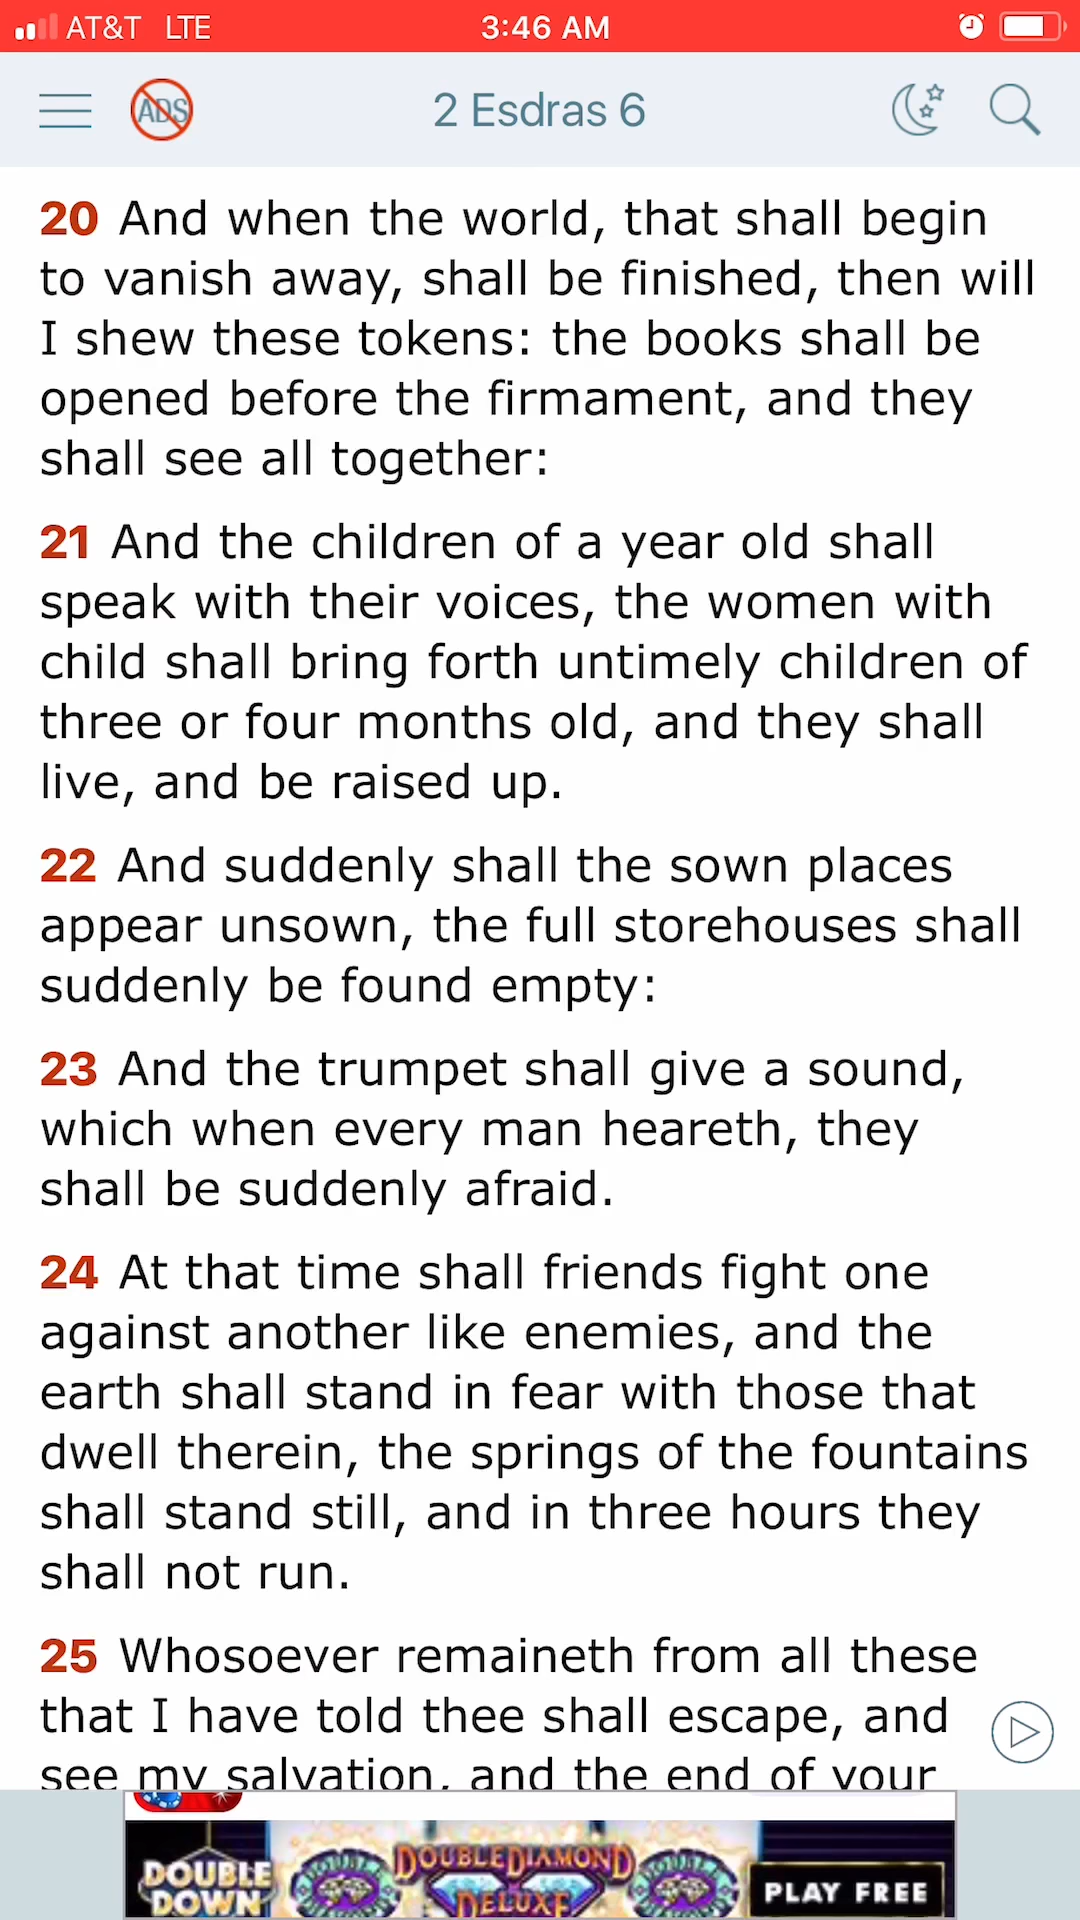 AT&T LTE 3:46 AM
ADS 2 Esdras 6
20 And when the world, that shall begin
to vanish away, shall be finished, then will
I shew these tokens: the books shall be
opened before the firmament, and they
shall see all together:
21 And the children of a year old shall
speak with their voices, the women with
child shall bring forth untimely children of
three or four months old, and they shall
live, and be raised up.
22 And suddenly shall the sown places
appear unsown, the full storehouses shall
suddenly be found empty:
23 And the trumpet shall give a sound,
which when every man heareth, they
shall be suddenly afraid.
24 At that time shall friends fight one
against another like enemies, and the
earth shall stand in fear with those that
dwell therein, the springs of the fountains
shall stand still, and in three hours they
shall not run.
25 Whosoever remaineth from all these
that I have told thee shall escape, and
see my salvation, and the end of your
DOUBLE
DOWN
DOUBLE DIAMOND
DELUXE
PLAY FREE